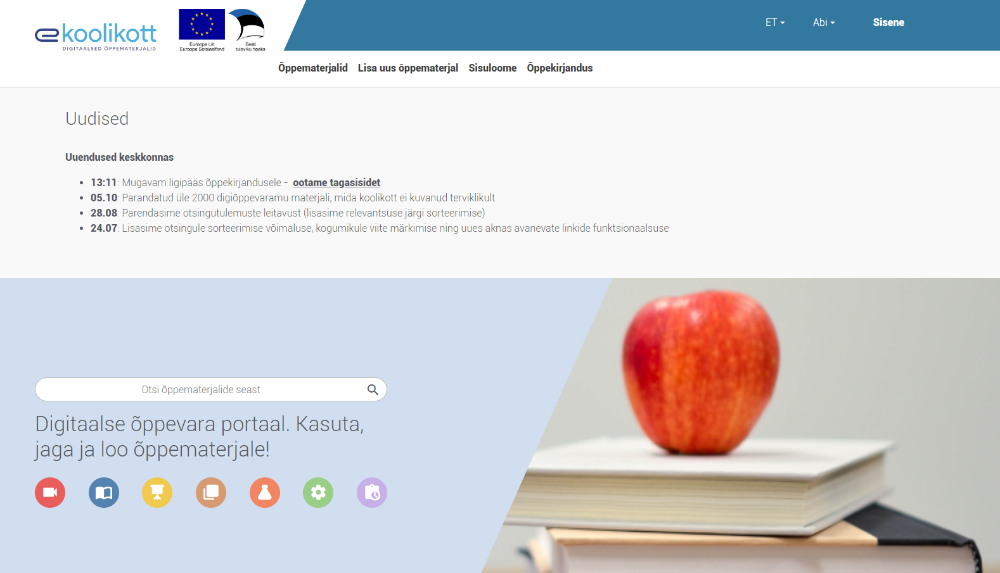 ekoolikott
DIGITAALSED ÕPPEMATERJALID
Euroopa Liit
Euroopa Sotsiaalfond
Eesti
tuleviku heaks
ET
Abi
Sisene
Õppematerjalid Lisa uus õppematerjal Sisuloome Õppekirjandus
Uudised
Uuendused keskkonnas
13:11: Mugavam ligipääs õppekirjandusele - ootame tagasisidet
05.10: Parandatud üle 2000 digiõppevaramu materjali, mida koolikott ei kuvanud terviklikult
28.08: Parendasime otsingutulemuste leitavust (lisasime relevantsuse järgi sorteerimise)
24.07: Lisasime otsingule sorteerimise võimaluse, kogumikule viite märkimise ning uues aknas avanevate linkide funktsionaalsuse
Otsi õppematerjalide seast
Digitaalse õppevara portaal. Kasuta,
jaga ja loo õppematerjale!